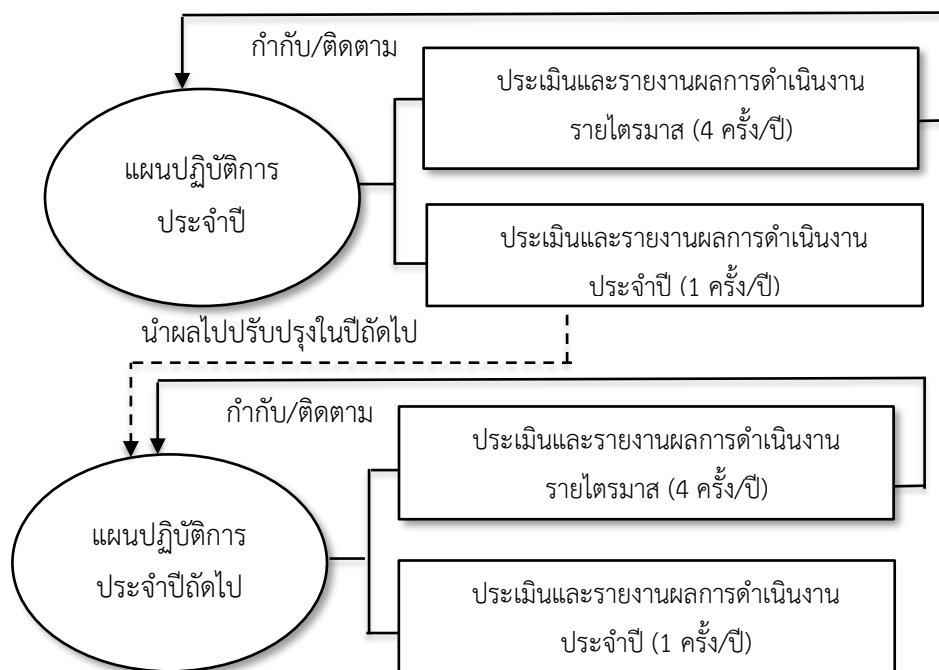 กำกับ/ติดตาม
ประเมินและรายงานผลการดำเนินงาน
รายไตรมาส (4 ครั้ง/ปี)
แผนปฏิบัติการ
ประจำปี
ประเมินและรายงานผลการดำเนินงาน
ประจำปี (1 ครั้ง/ปี)
นำผลไปปรับปรุงในปีถัดไป
กำกับ/ติดตาม
ประเมินและรายงานผลการดำเนินงาน
รายไตรมาส (4 ครั้ง/ปี)
แผนปฏิบัติการ
ประจำปีถัดไป
ประเมินและรายงานผลการดำเนินงาน
ประจำปี (1 ครั้ง/ปี)